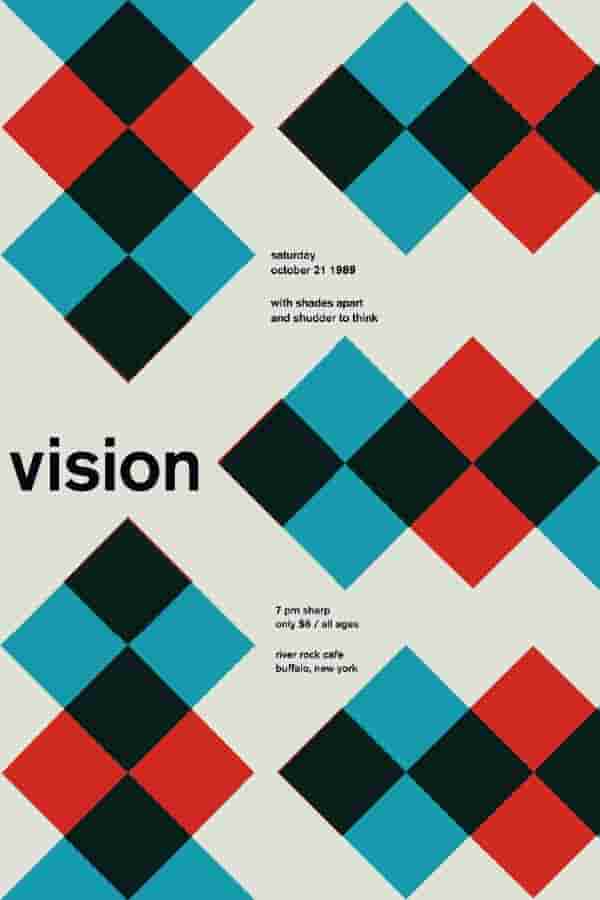 saturday
october 21 1989
with shades apart
and shudder to think
vision
7 pm sharp
only $6 / all ages
river rock cafe
buffalo, new york